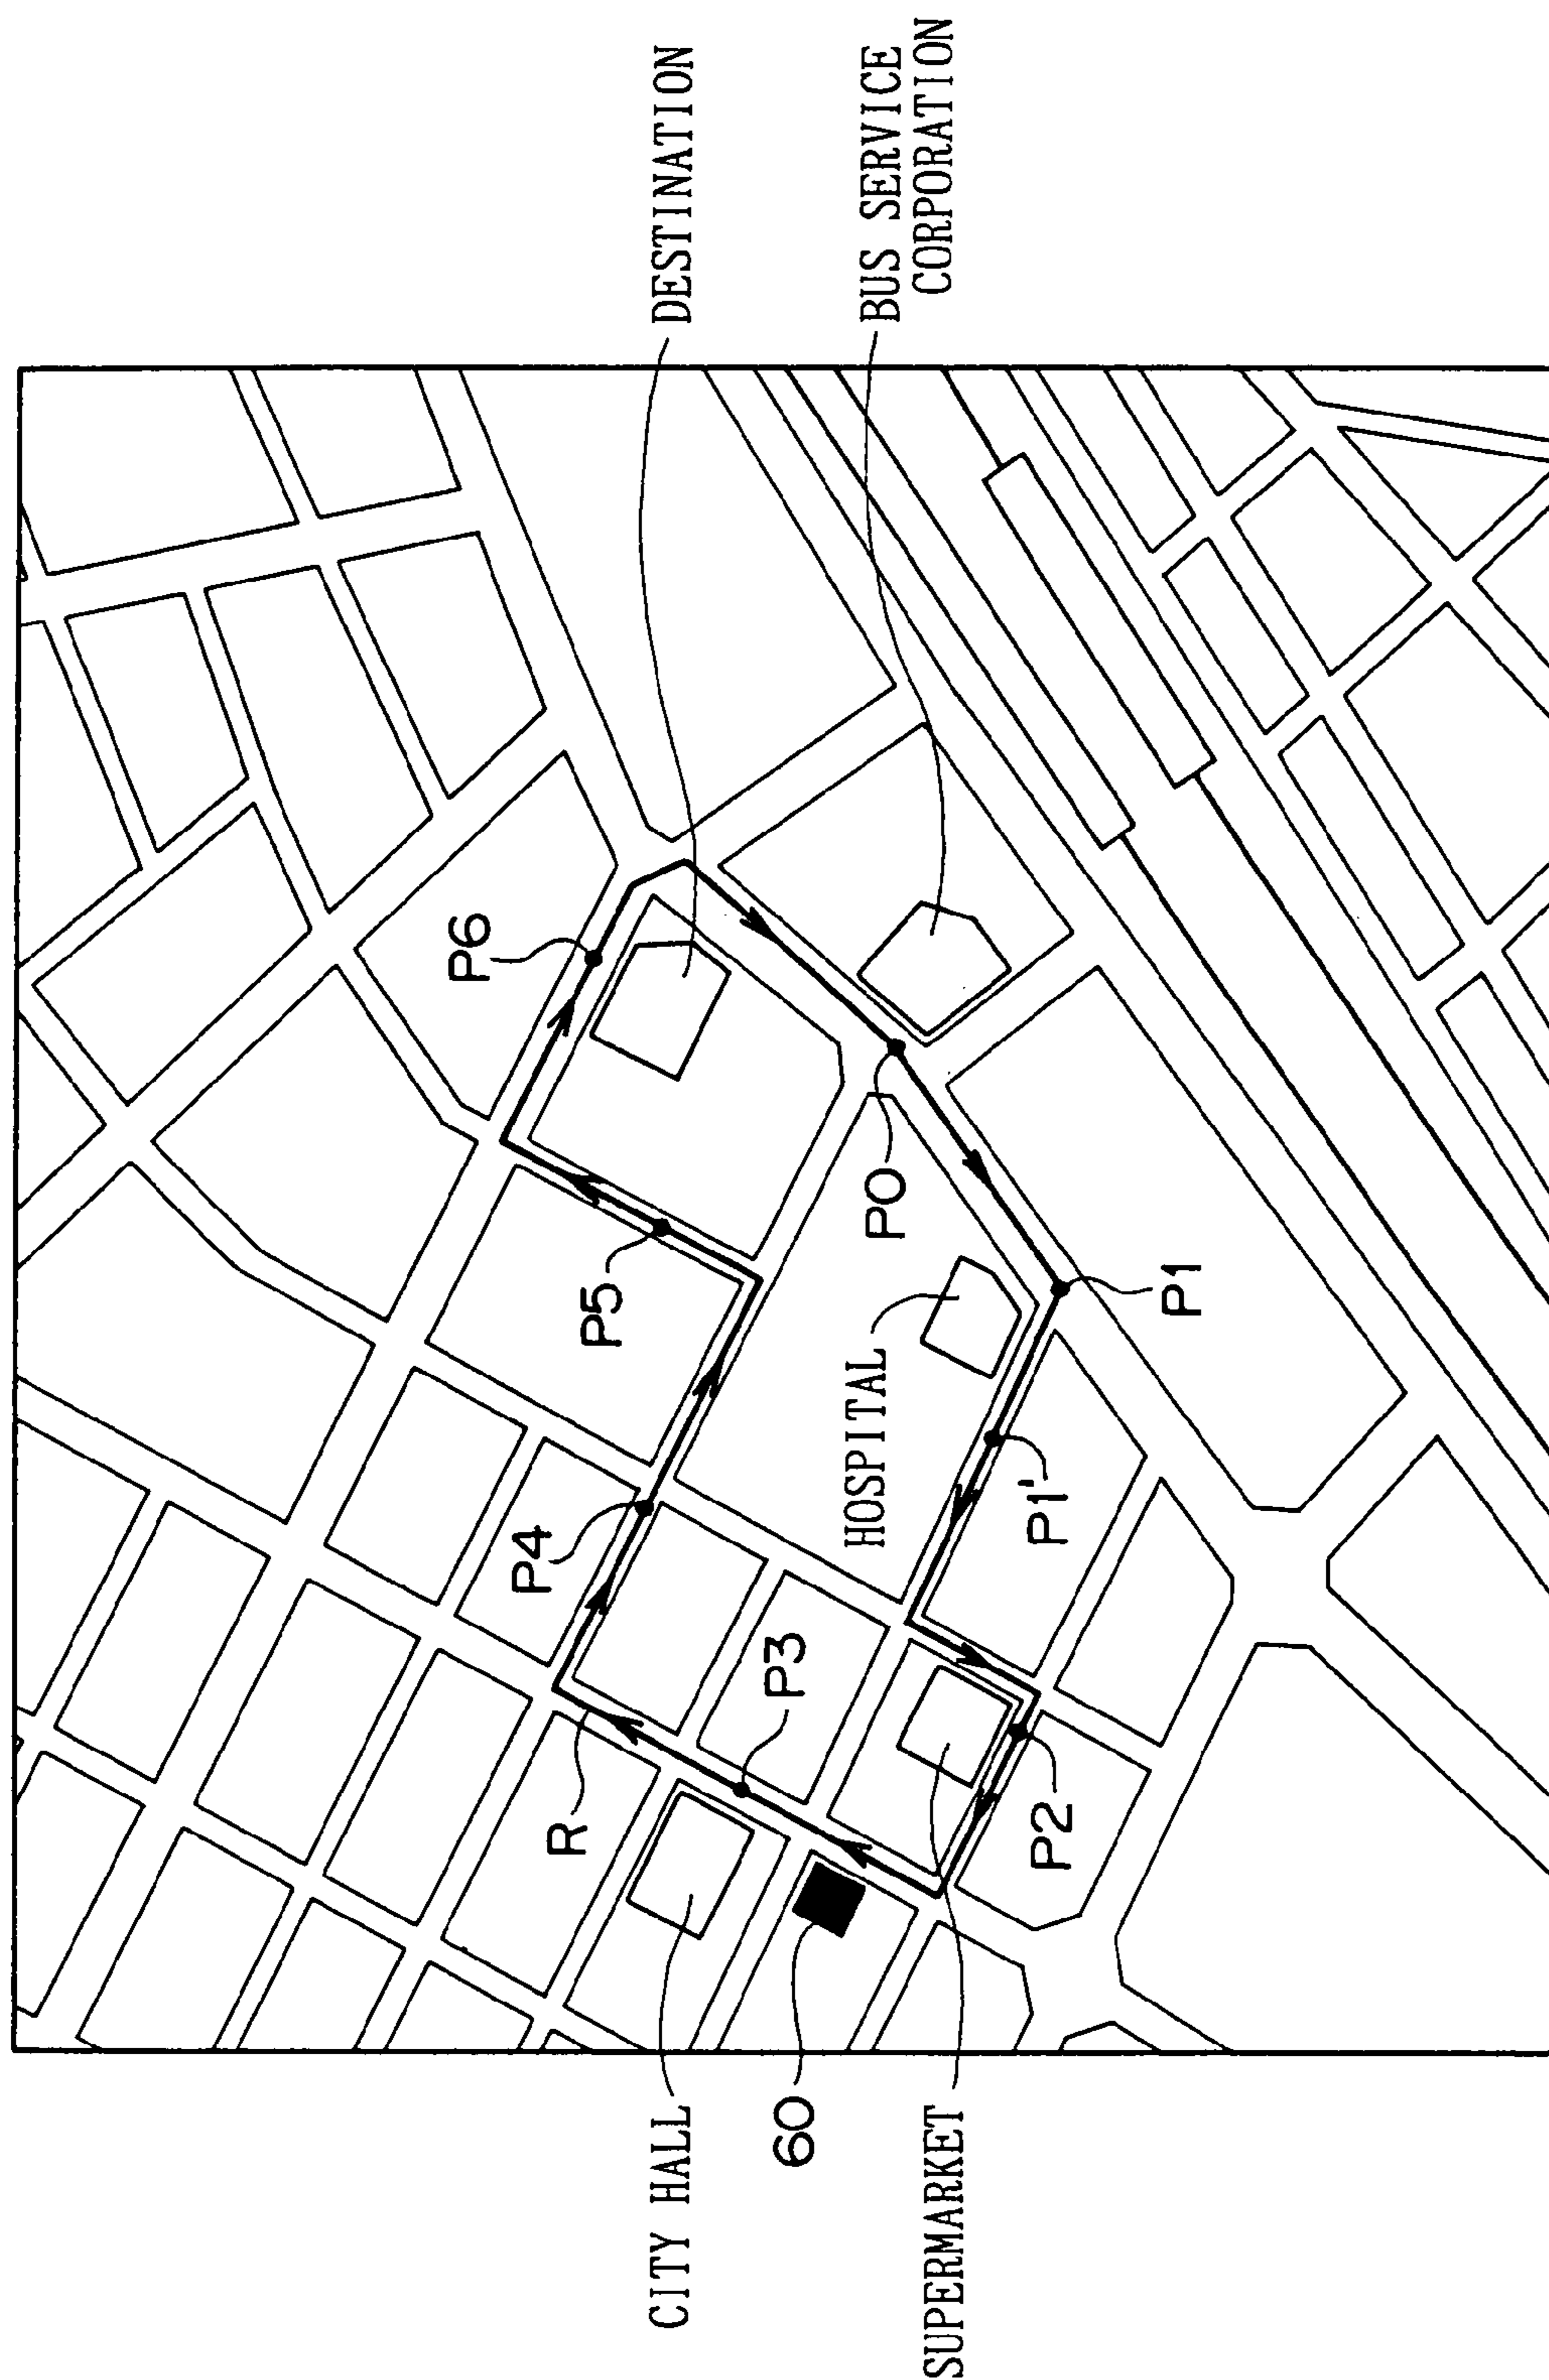 CITY HALL
60
SUPERMARKET
R
P3
P2
P4
HOSPITAL
P1'
P5
P1
P0
P6
DESTINATION
BUS SERVICE
CORPORATION